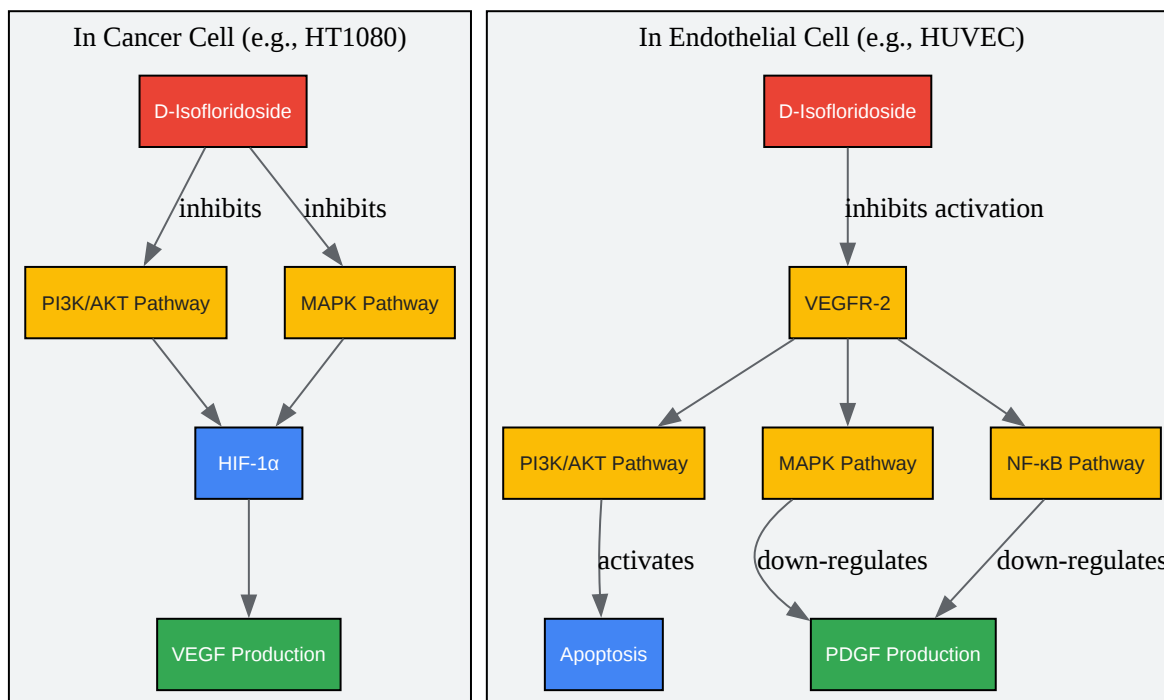 In Cancer Cell (e.g., HT1080)
D-Isofloridoside
inhibits
inhibits
PI3K/AKT Pathway
MAPK Pathway
HIF-1α
VEGF Production
In Endothelial Cell (e.g., HUVEC)
D-Isofloridoside
inhibits activation
VEGFR-2
PI3K/AKT Pathway
MAPK Pathway
NF-κB Pathway
activates
down-regulates
down-regulates
Apoptosis
PDGF Production